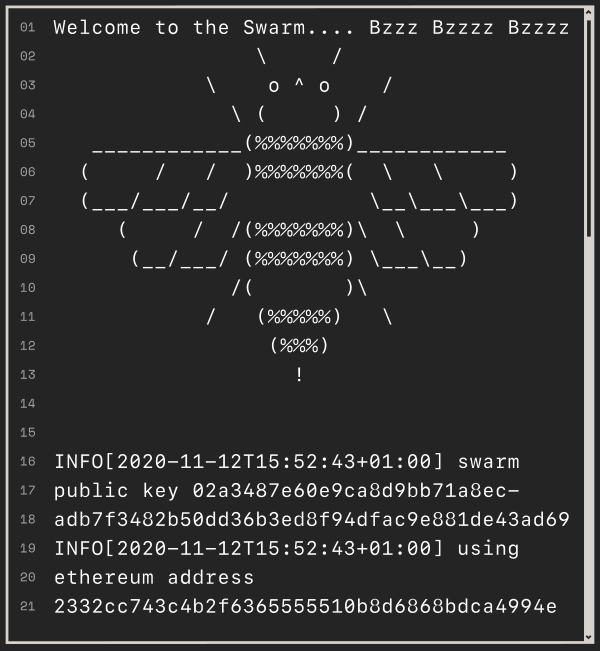 01 Welcome to the Swarm.... Bzzz Bzzzz Bzzzz
02                 \     /
03             \    o ^ o    /
04               \ (     ) /
05    ____________(%%%%%%%)____________
06   (     /   /  )%%%%%%%(  \   \     )
07   (___/___/__/           \__\___\___)
08      (     /  /(%%%%%%%)\  \     )
09       (__/___/ (%%%%%%%) \___\__)
10               /(       )\
11             /   (%%%%%)   \
12                  (%%%)
13                    !
14
15
16 INFO[2020-11-12T15:52:43+01:00] swarm
17 public key 02a3487e60e9ca8d9bb71a8ec-
18 adb7f3482b50dd36b3ed8f94dfac9e881de43ad69
19 INFO[2020-11-12T15:52:43+01:00] using
20 ethereum address
21 2332cc743c4b2f6365555510b8d6868bdca4994e